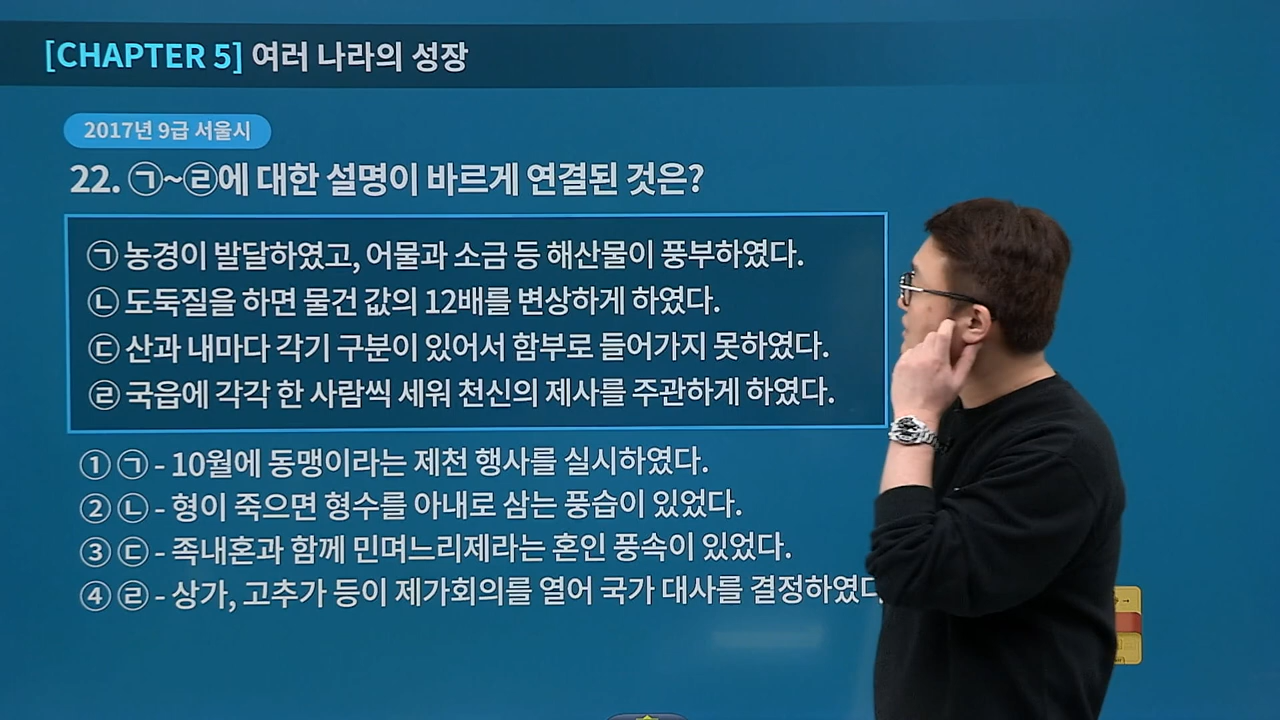 [CHAPTER 5] 여러 나라의 성장
2017년 9급 서울시
22. ㉠~㉣에 대한 설명이 바르게 연결된 것은?
㉠ 농경이 발달하였고, 어물과 소금 등 해산물이 풍부하였다.
㉡ 도둑질을 하면 물건 값의 12배를 변상하게 하였다.
㉢ 산과 내마다 각기 구분이 있어서 함부로 들어가지 못하였다.
㉣ 국읍에 각각 한 사람씩 세워 천신의 제사를 주관하게 하였다.
① ㉠ - 10월에 동맹이라는 제천 행사를 실시하였다.
② ㉡ - 형이 죽으면 형수를 아내로 삼는 풍습이 있었다.
③ ㉢ - 족내혼과 함께 민며느리제라는 혼인 풍속이 있었다.
④ ㉣ - 상가, 고추가 등이 제가회의를 열어 국가 대사를 결정하였다